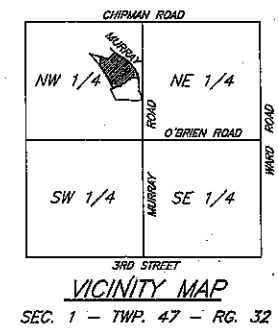 CHIPMAN ROAD
MURRAY
NW 1/4
NE 1/4
ROAD
O'BRIEN ROAD
WARD ROAD
SW 1/4
MURRAY
SE 1/4
3RD STREET
VICINITY MAP
SEC. 1 - TWP. 47 - RG. 32